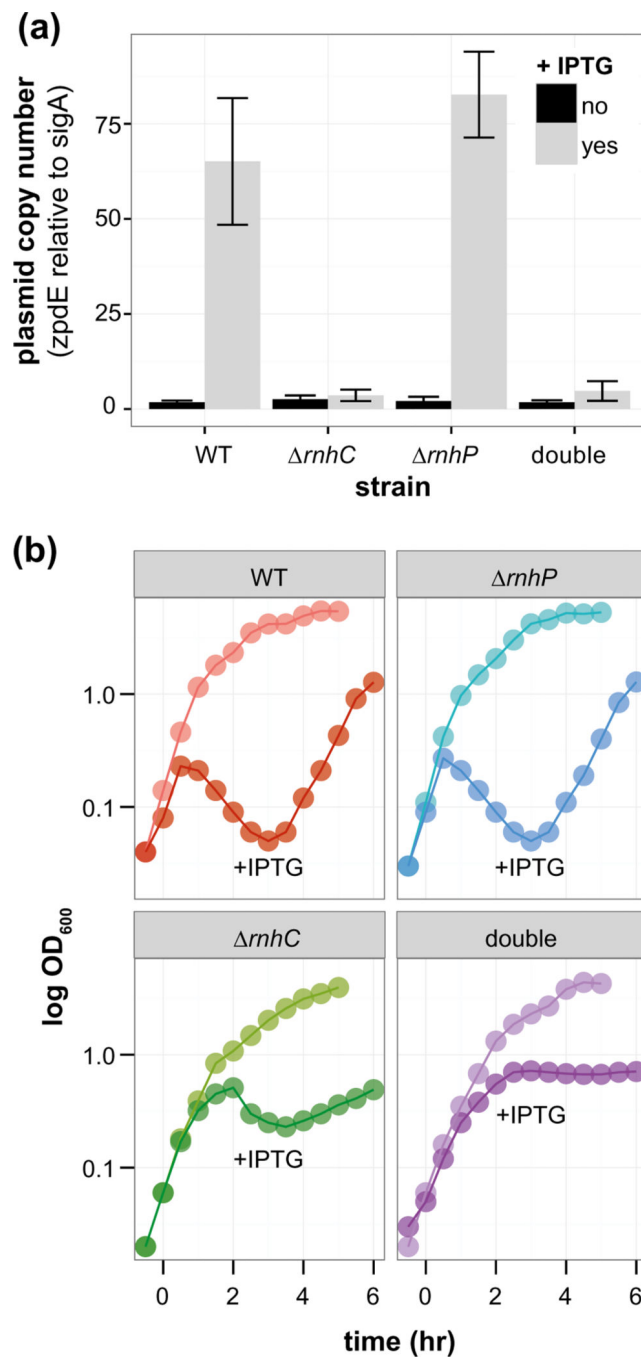 (a)
plasmid copy number
(zpdE relative to sigA)
75
50
25
0
+ IPTG
no
yes
WT
ΔrnhC
ΔrnhP
double
strain
(b)
WT
ΔrnhP
1.0
0.1
+IPTG
+IPTG
ΔrnhC
double
log OD600
1.0
0.1
+IPTG
+IPTG
0 2 4 6
0 2 4 6
time (hr)